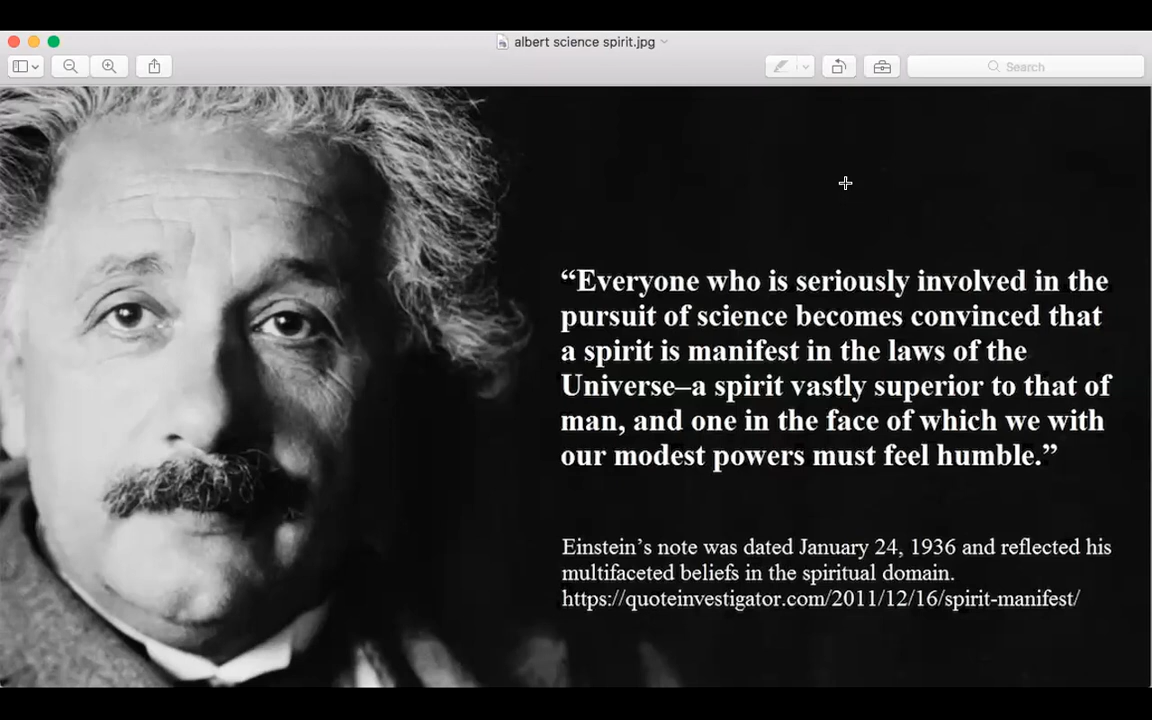 albert science spirit.jpg
Search
“Everyone who is seriously involved in the
pursuit of science becomes convinced that
a spirit is manifest in the laws of the
Universe–a spirit vastly superior to that of
man, and one in the face of which we with
our modest powers must feel humble.”
Einstein’s note was dated January 24, 1936 and reflected his
multifaceted beliefs in the spiritual domain.
https://quoteinvestigator.com/2011/12/16/spirit-manifest/